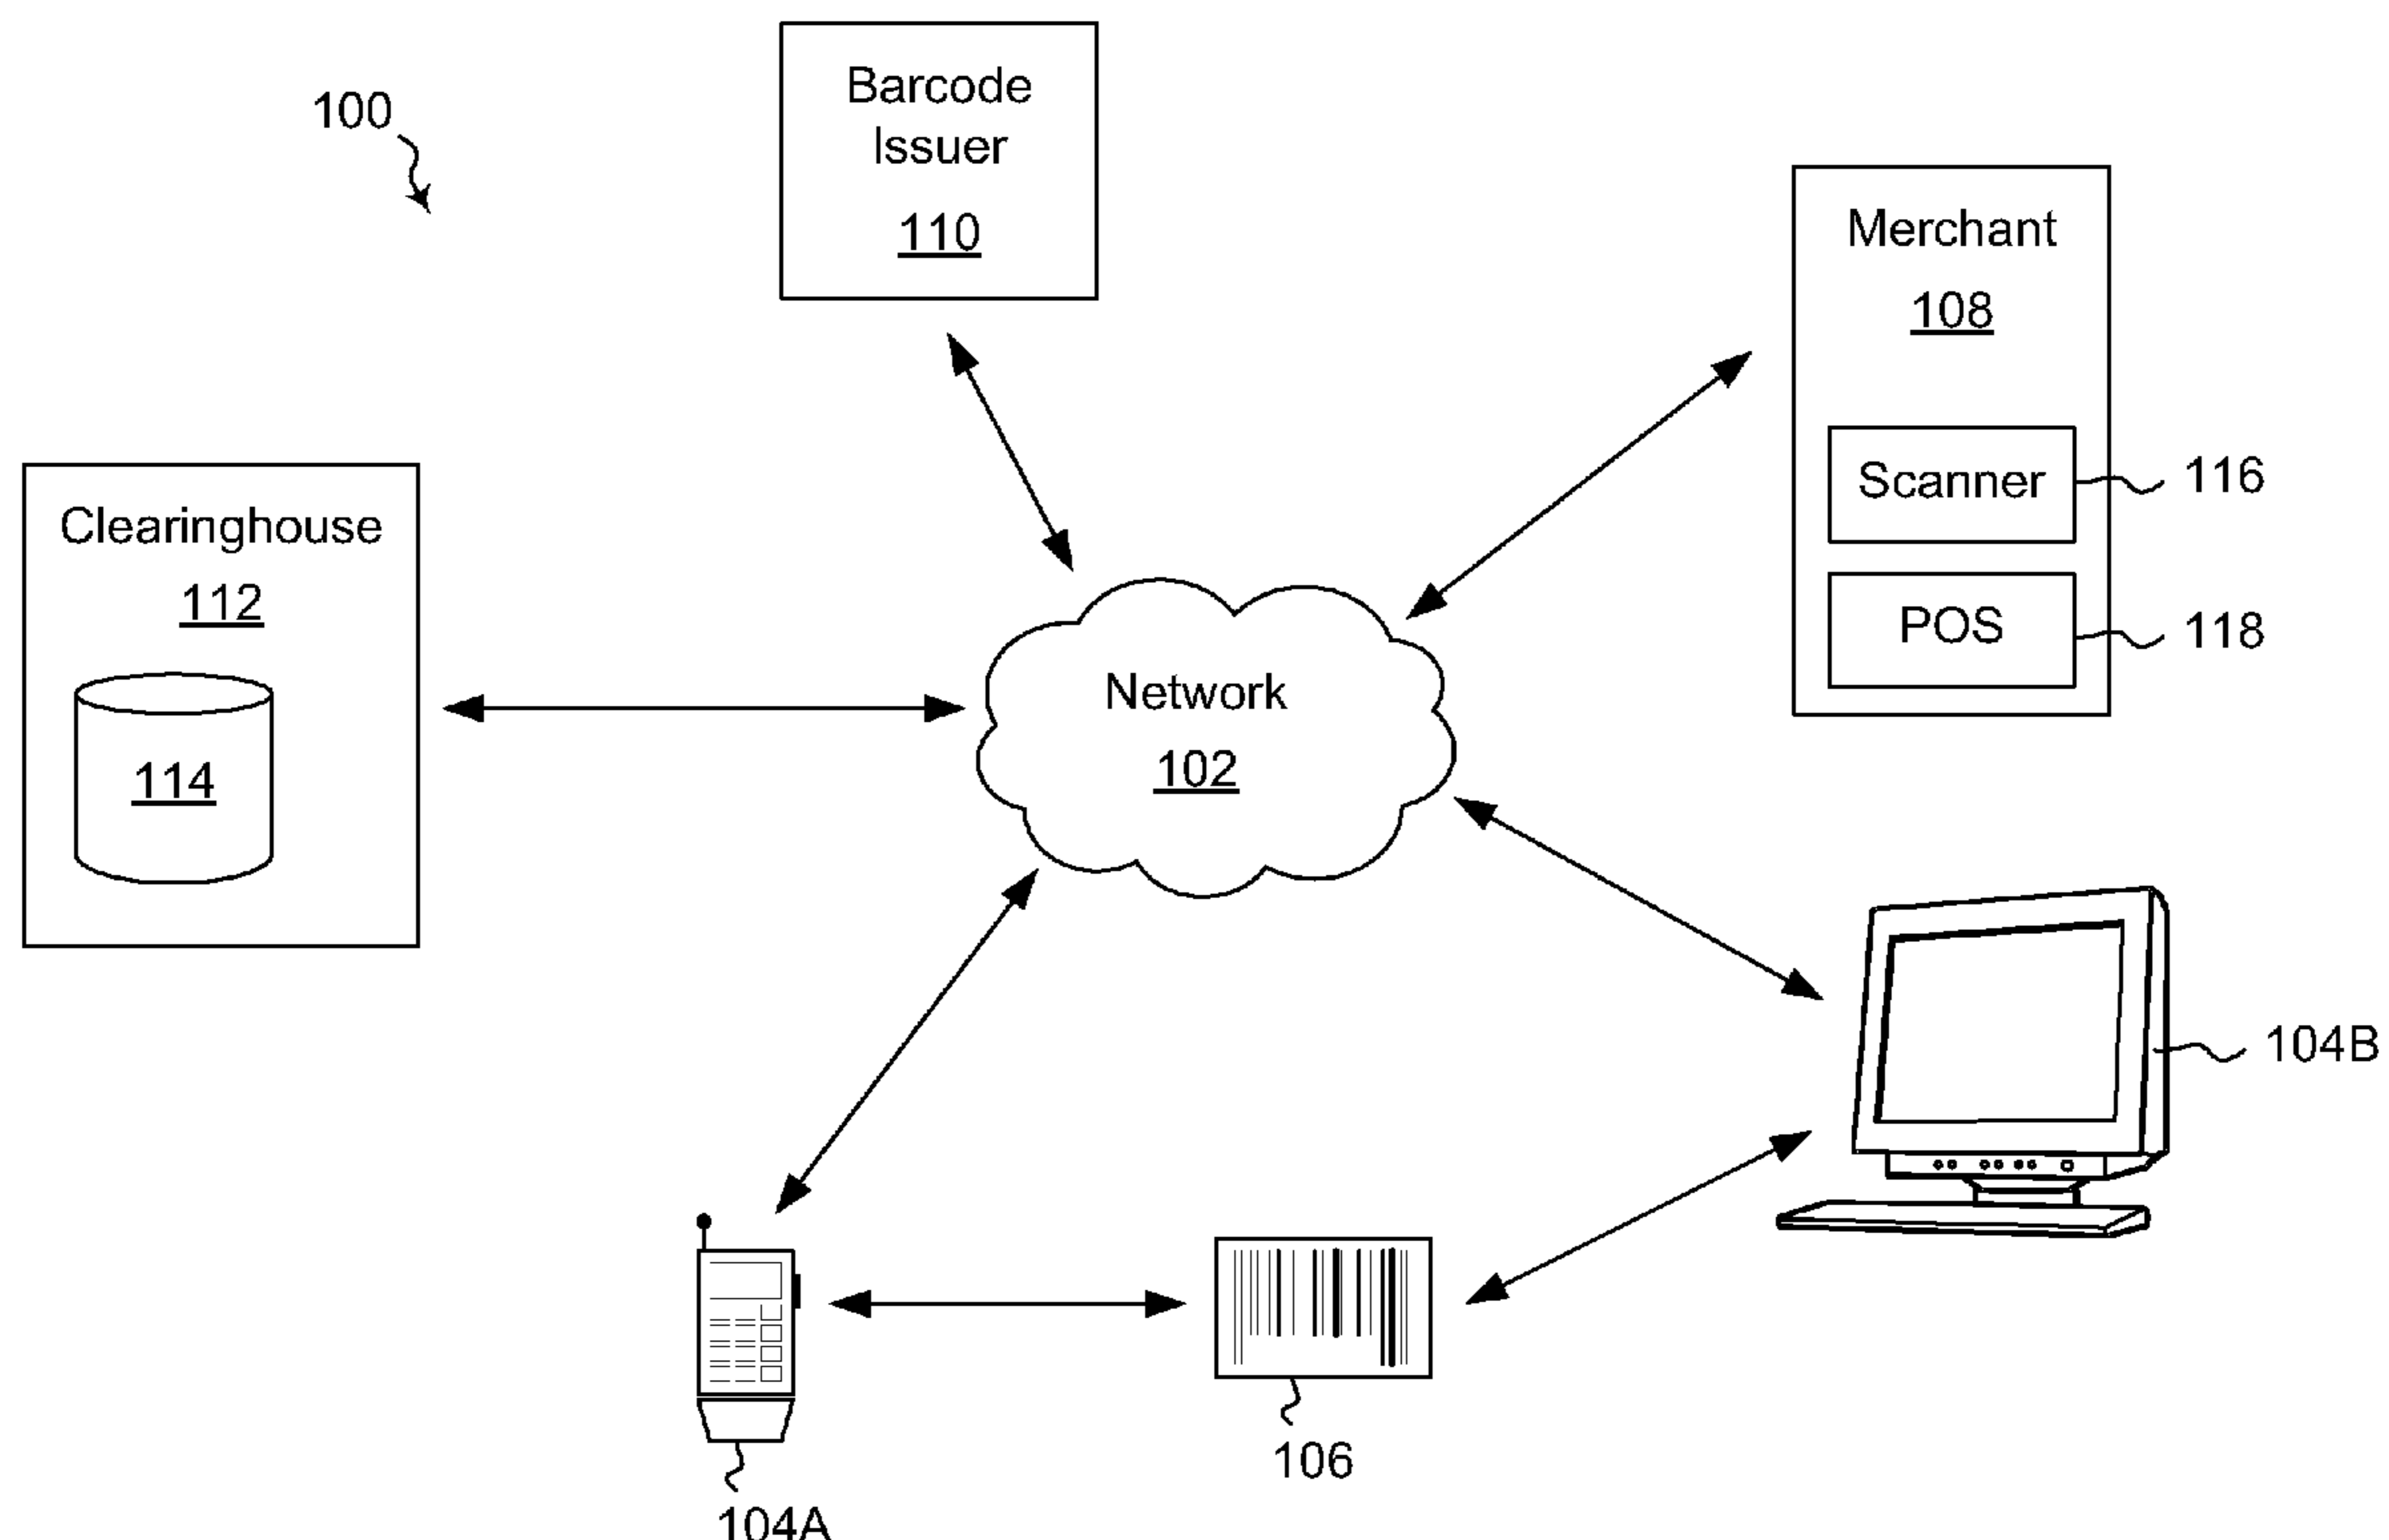 100
Barcode
Issuer
110
Merchant
108
Scanner
116
POS
118
Clearinghouse
112
114
Network
102
104B
106
104A